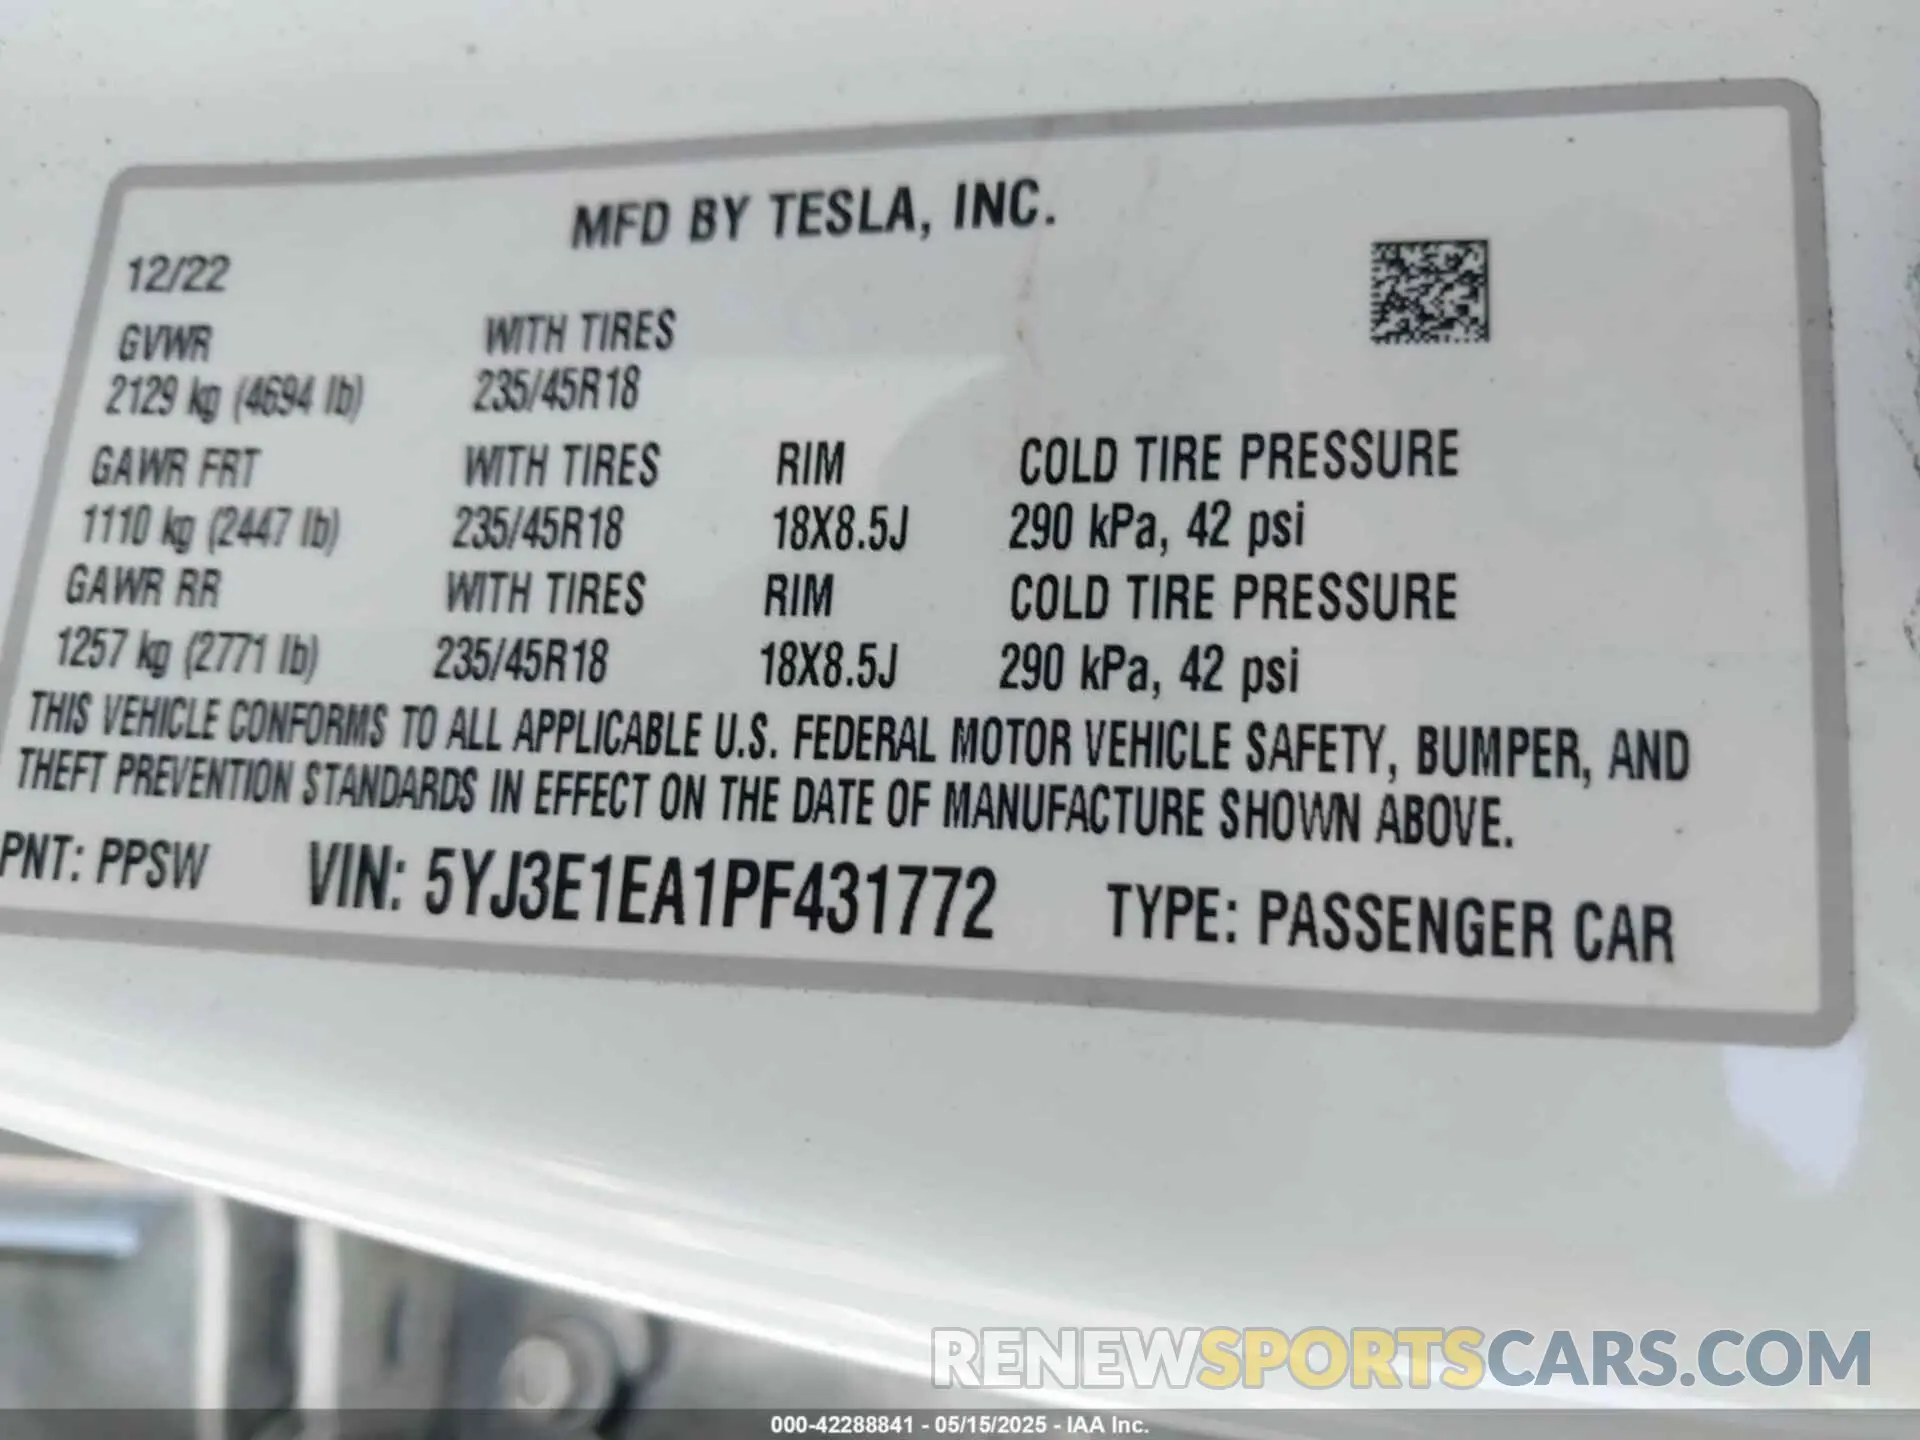 MFD BY TESLA, INC.
12/22
GVWR WITH TIRES
2129 kg (4694 lb) 235/45R18
GAWR FRT WITH TIRES RIM COLD TIRE PRESSURE
1110 kg (2447 lb) 235/45R18 18X8.5J 290 kPa, 42 psi
GAWR RR WITH TIRES RIM COLD TIRE PRESSURE
1257 kg (2771 lb) 235/45R18 18X8.5J 290 kPa, 42 psi
THIS VEHICLE CONFORMS TO ALL APPLICABLE U.S. FEDERAL MOTOR VEHICLE SAFETY, BUMPER, AND
THEFT PREVENTION STANDARDS IN EFFECT ON THE DATE OF MANUFACTURE SHOWN ABOVE.
PNT: PPSW VIN: 5YJ3E1EA1PF431772 TYPE: PASSENGER CAR
RENEWSPORTSCARS.COM
000-42288841 - 05/15/2025 - IAA Inc.